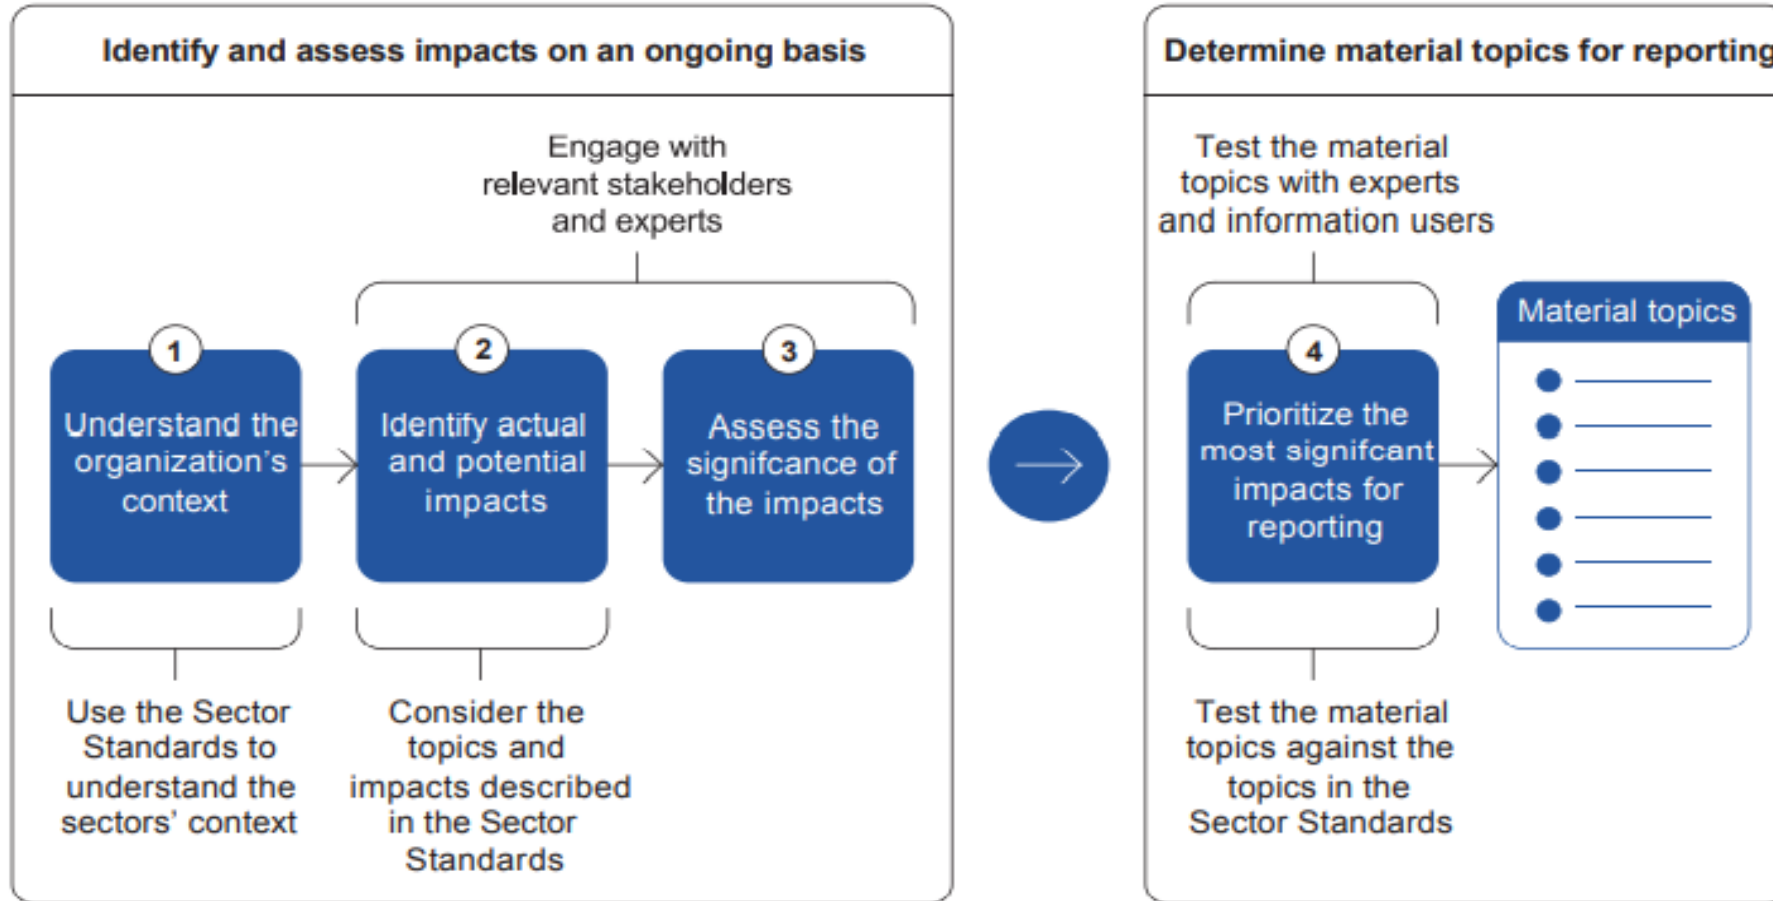 Identify and assess impacts on an ongoing basis
Engage with
relevant stakeholders
and experts
1
Understand the
organization's
context
2
Identify actual
and potential
impacts
3
Assess the
signifcance of
the impacts
Use the Sector
Standards to
understand the
sectors' context
Consider the
topics and
impacts described
in the Sector
Standards
Determine material topics for reporting
Test the material
topics with experts
and information users
4
Prioritize the
most signifcant
impacts for
reporting
Material topics
Test the material
topics against the
topics in the
Sector Standards